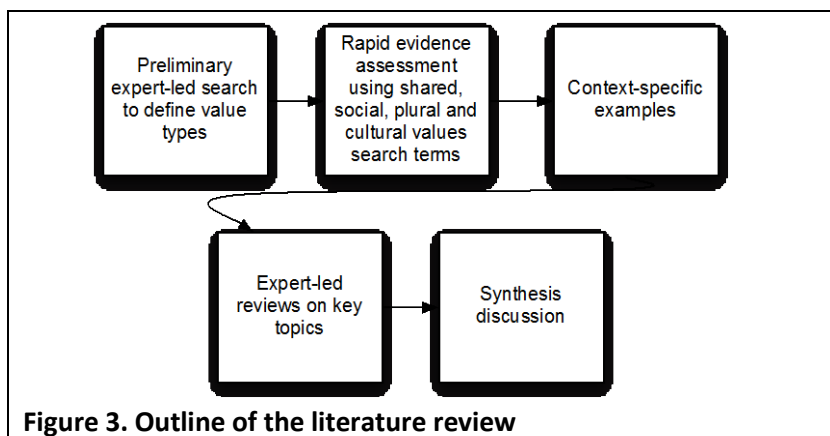 Preliminary
expert-led search
to define value
types
Rapid evidence
assessment
using shared,
social, plural and
cultural values
search terms
Context-specific
examples
Expert-led
reviews on key
topics
Synthesis
discussion
Figure 3. Outline of the literature review